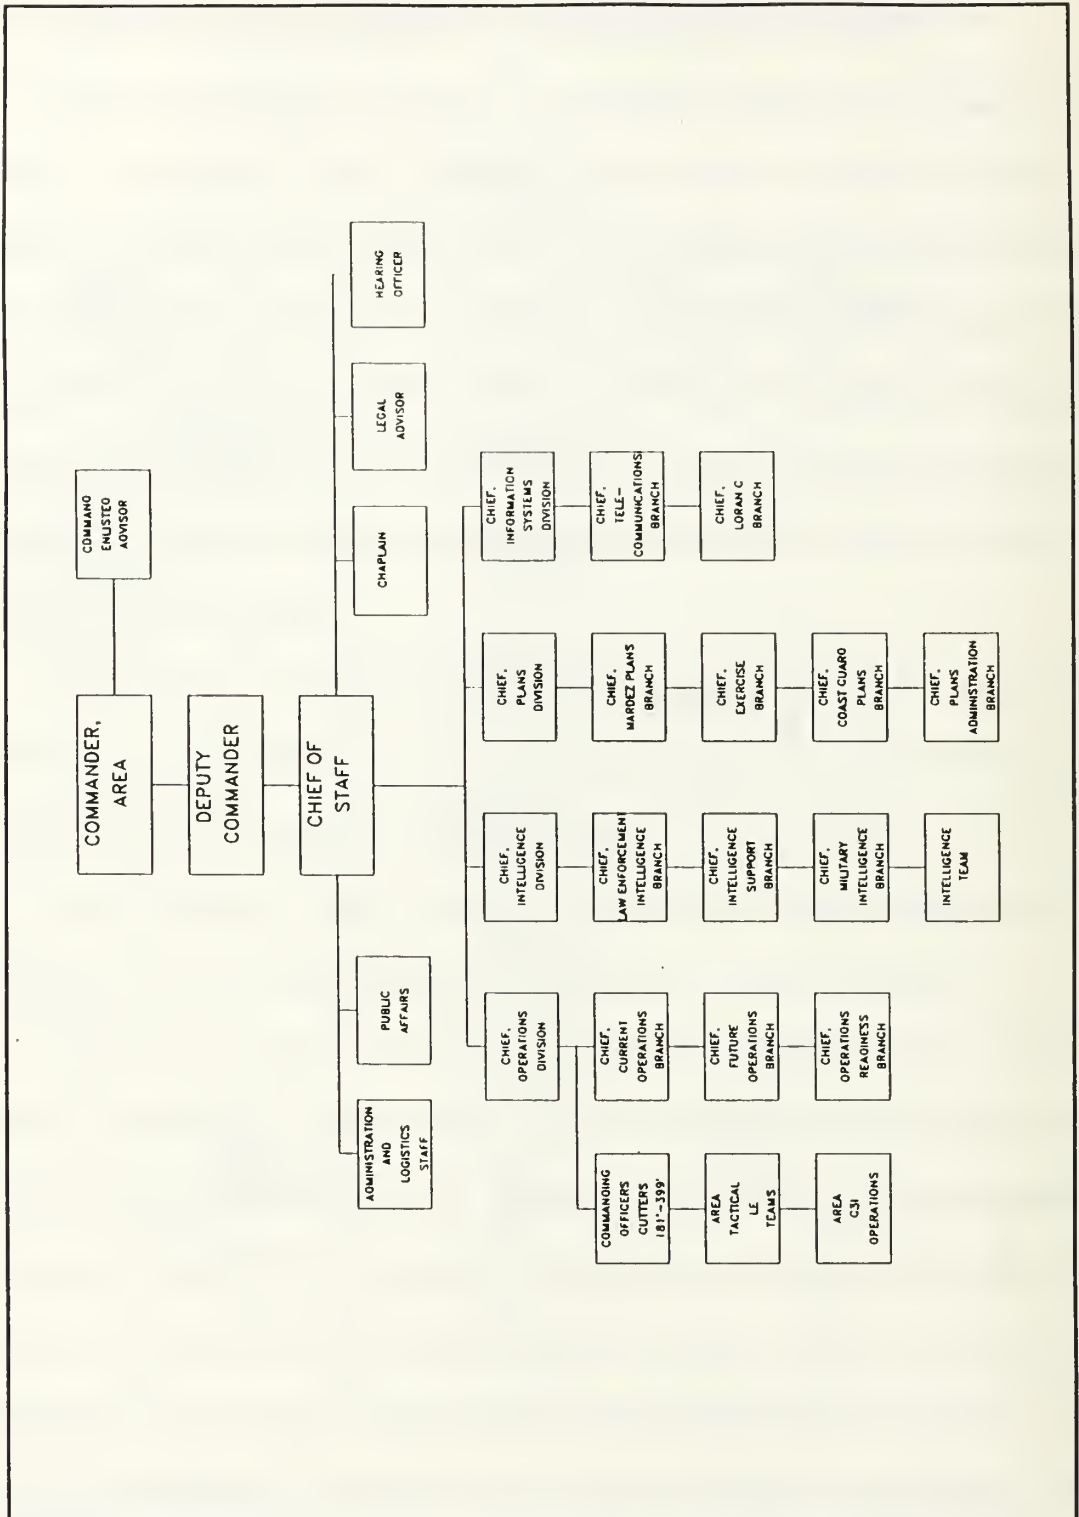 COMMANDER,
AREA
COMMAND
ENLISTED
ADVISOR
DEPUTY
COMMANDER
CHIEF OF
STAFF
ADMINISTRATION
AND
LOGISTICS
STAFF
PUBLIC
AFFAIRS
CHAPLAIN
LEGAL
ADVISOR
HEARING
OFFICER
CHIEF.
OPERATIONS
DIVISION
CHIEF.
INTELLIGENCE
DIVISION
CHIEF.
PLANS
DIVISION
CHIEF.
INFORMATION
SYSTEMS
DIVISION
COMMANDING
OFFICERS
CUTTERS
181'-399'
CHIEF.
CURRENT
OPERATIONS
BRANCH
CHIEF.
LAW ENFORCEMENT
INTELLIGENCE
BRANCH
CHIEF.
MARDEZ PLANS
BRANCH
CHIEF.
TELE-
COMMUNICATIONS
BRANCH
AREA
TACTICAL
LE
TEAMS
CHIEF.
FUTURE
OPERATIONS
BRANCH
CHIEF.
INTELLIGENCE
SUPPORT
BRANCH
CHIEF.
EXERCISE
BRANCH
CHIEF.
LORAN C
BRANCH
AREA
C3I
OPERATIONS
CHIEF.
OPERATIONS
READINESS
BRANCH
CHIEF.
MILITARY
INTELLIGENCE
BRANCH
CHIEF.
COAST GUARD
PLANS
BRANCH
INTELLIGENCE
TEAM
CHIEF.
PLANS
ADMINISTRATION
BRANCH